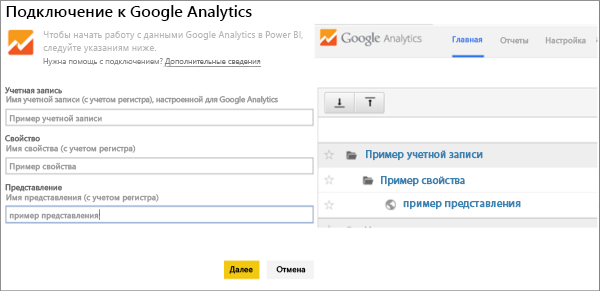 Подключение к Google Analytics
Чтобы начать работу с данными Google Analytics в Power BI,
следуйте указаниям ниже.
Нужна помощь с подключением? Дополнительные сведения
Учетная запись
Имя учетной записи (с учетом регистра), настроенной для Google Analytics
Пример учетной записи
Свойство
Имя свойства (с учетом регистра)
Пример свойства
Представление
Имя представления (с учетом регистра)
пример представления
Далее
Отмена
Google Analytics
Главная
Отчеты
Настройка
Пример учетной записи
Пример свойства
пример представления